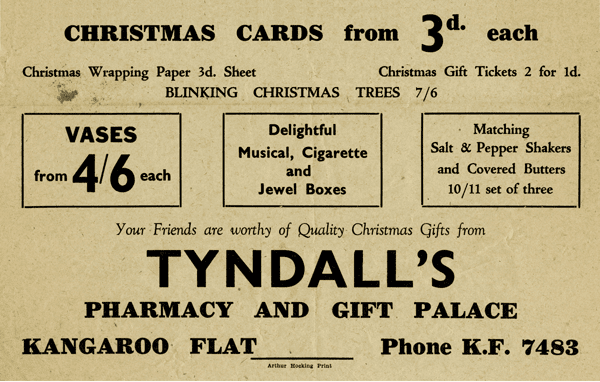 CHRISTMAS CARDS from 3d. each
Christmas Wrapping Paper 3d. Sheet
Christmas Gift Tickets 2 for 1d.
BLINKING CHRISTMAS TREES 7/6
VASES
from 4/6 each
Delightful
Musical, Cigarette
and
Jewel Boxes
Matching
Salt & Pepper Shakers
and Covered Butters
10/11 set of three
Your Friends are worthy of Quality Christmas Gifts from
TYNDALL'S
PHARMACY AND GIFT PALACE
KANGAROO FLAT
Phone K.F. 7483
Arthur Hocking Print